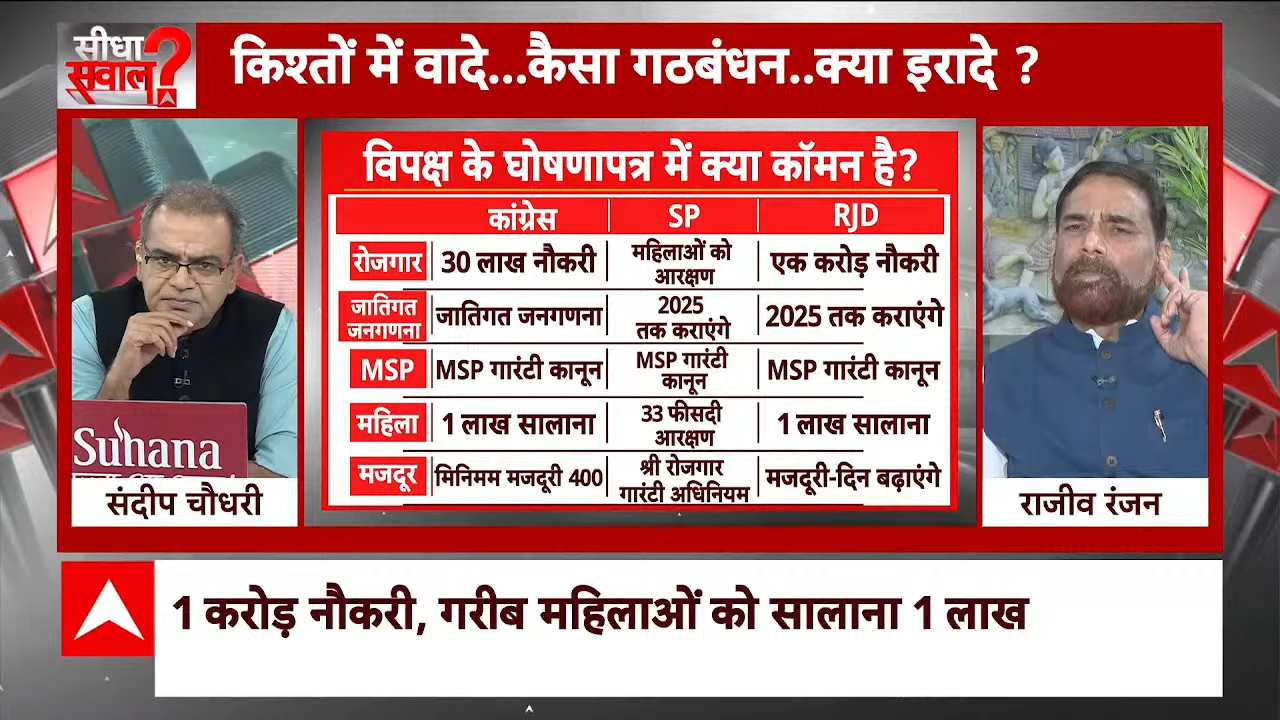 सीधा सवाल?
किश्तों में वादे...कैसा गठबंधन..क्या इरादे ?
विपक्ष के घोषणापत्र में क्या कॉमन है?
कांग्रेस SP RJD
रोजगार 30 लाख नौकरी महिलाओं को आरक्षण एक करोड़ नौकरी
जातिगत जनगणना जातिगत जनगणना 2025 तक कराएंगे 2025 तक कराएंगे
MSP MSP गारंटी कानून MSP गारंटी कानून MSP गारंटी कानून
महिला 1 लाख सालाना 33 फीसदी आरक्षण 1 लाख सालाना
मजदूर मिनिमम मजदूरी 400 श्री रोजगार गारंटी अधिनियम मजदूरी-दिन बढ़ाएंगे
Suhana
संदीप चौधरी
राजीव रंजन
1 करोड़ नौकरी, गरीब महिलाओं को सालाना 1 लाख